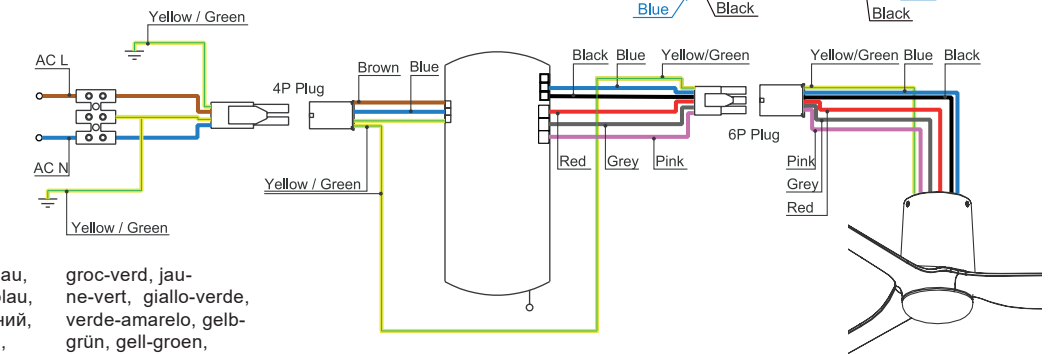 Blue
Black
Black
Yellow / Green
AC L
4P Plug
Brown
Blue
Black
Blue
Yellow/Green
Yellow/Green
Blue
Black
6P Plug
AC N
Yellow / Green
Red
Grey
Pink
Pink
Grey
Red
Yellow / Green
groc-verd, jau-
ne-vert, giallo-verde,
verde-amarelo, gelb-
grün, gell-groen,